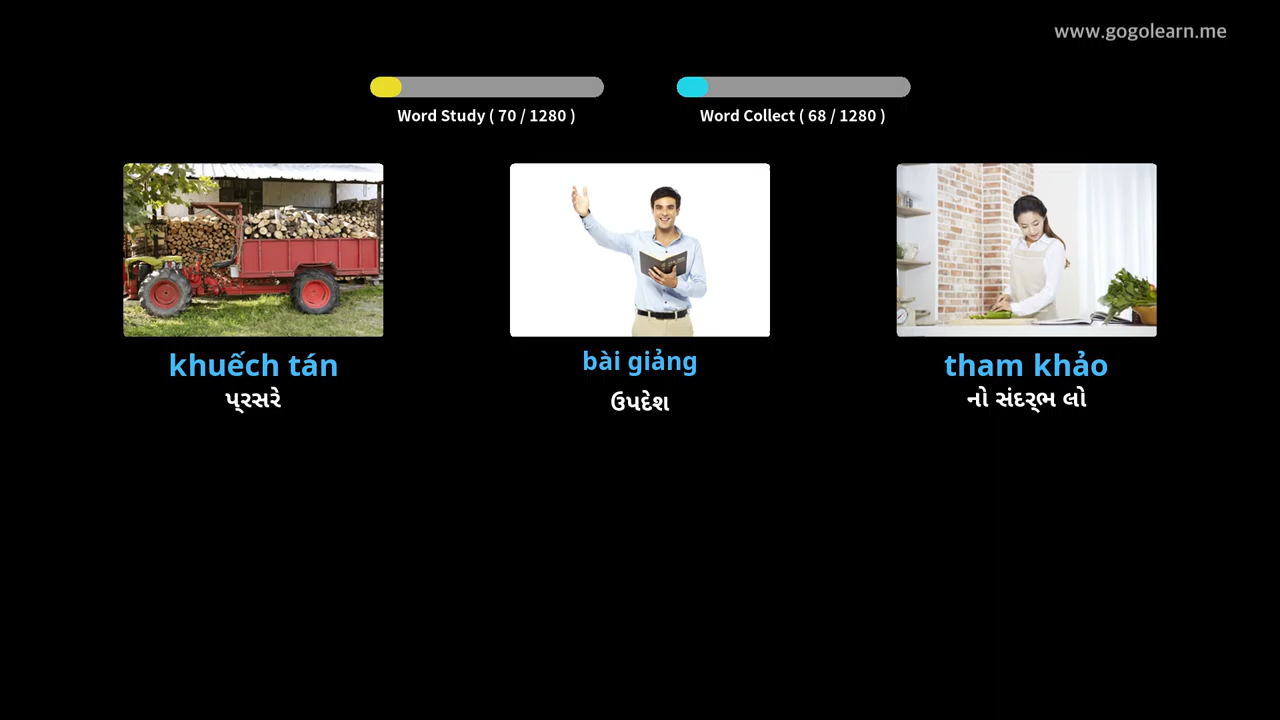 www.gogolearn.me
Word Study ( 70 / 1280 )
Word Collect ( 68 / 1280 )
khuếch tán
bài giảng
tham khảo
પ્રસરે
ઉપદેશ
નો સંદર્ભ લો